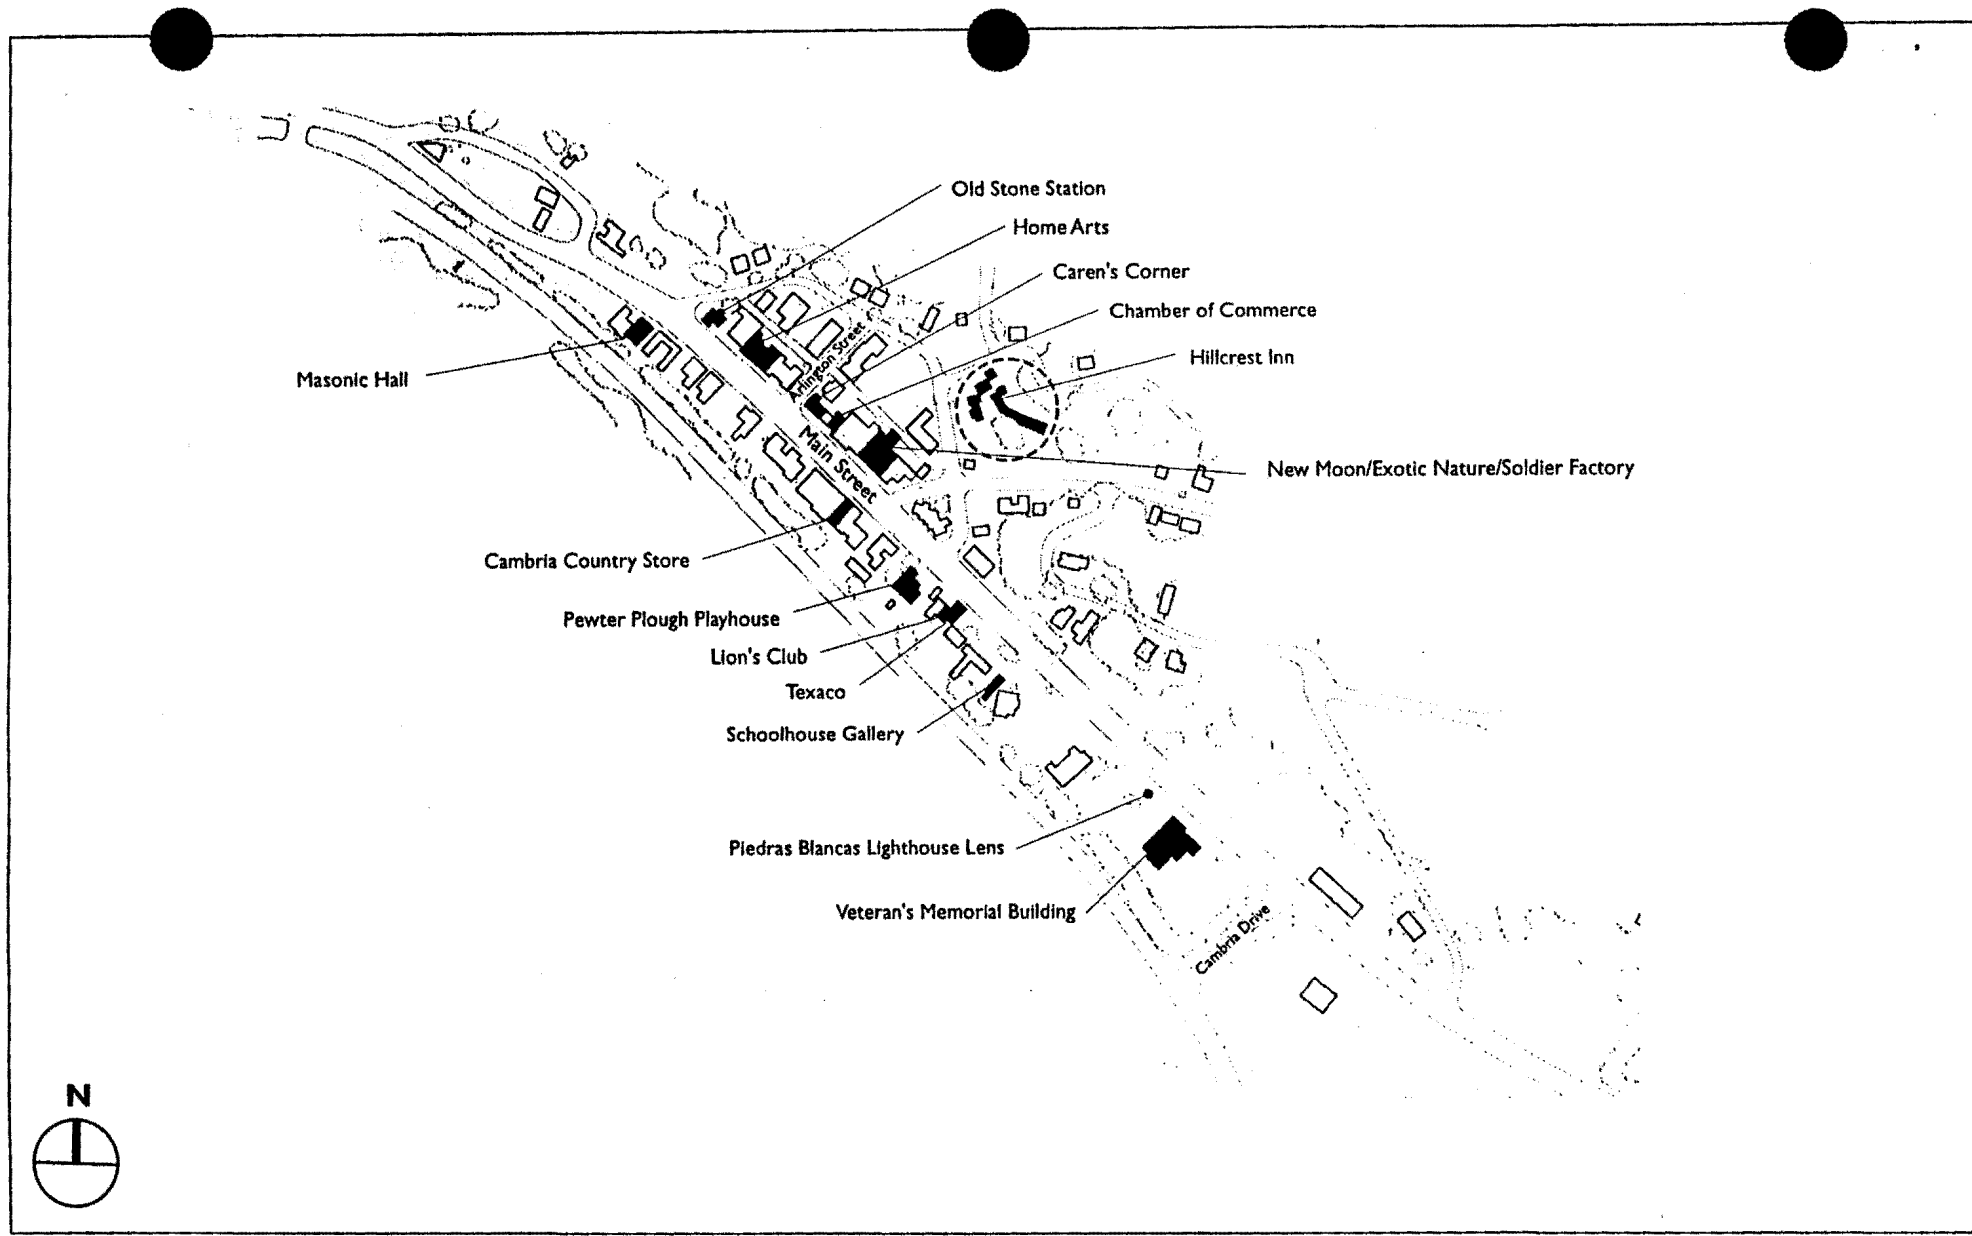 Old Stone Station
Home Arts
Caren's Corner
Chamber of Commerce
Hillcrest Inn
Arlington Street
Masonic Hall
Main Street
New Moon/Exotic Nature/Soldier Factory
Cambria Country Store
Pewter Plough Playhouse
Lion's Club
Texaco
Schoolhouse Gallery
Piedras Blancas Lighthouse Lens
Veteran's Memorial Building
Cambria Drive
N